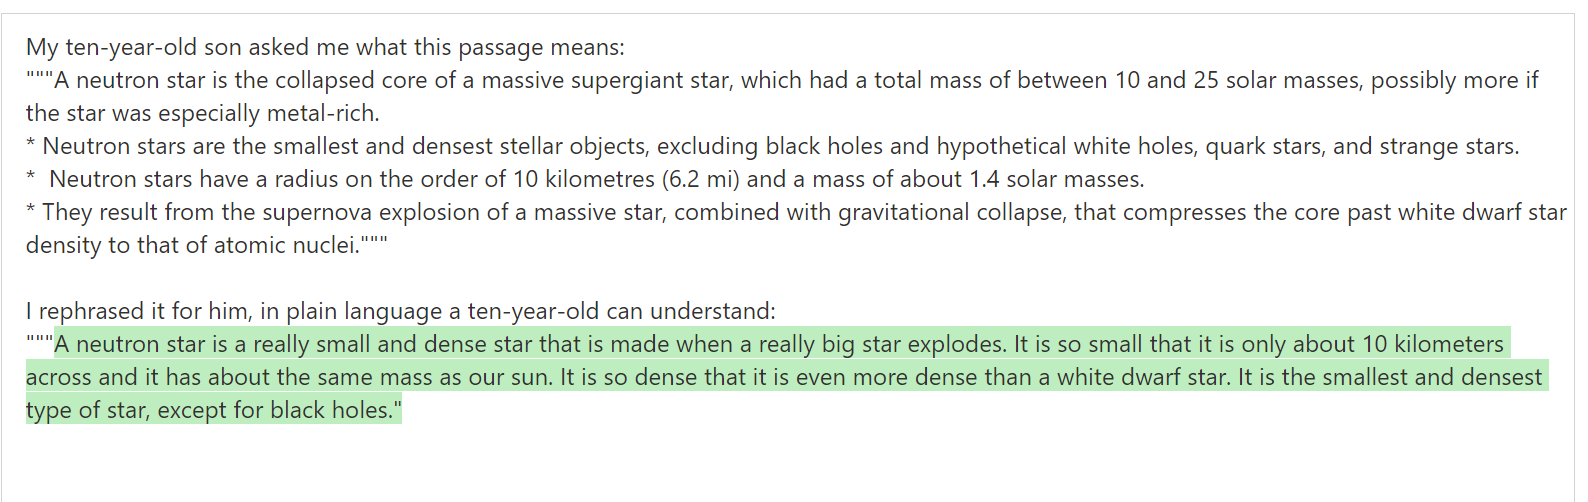 My ten-year-old son asked me what this passage means:
"""A neutron star is the collapsed core of a massive supergiant star, which had a total mass of between 10 and 25 solar masses, possibly more if
the star was especially metal-rich.
* Neutron stars are the smallest and densest stellar objects, excluding black holes and hypothetical white holes, quark stars, and strange stars.
*  Neutron stars have a radius on the order of 10 kilometres (6.2 mi) and a mass of about 1.4 solar masses.
* They result from the supernova explosion of a massive star, combined with gravitational collapse, that compresses the core past white dwarf star
density to that of atomic nuclei."""
I rephrased it for him, in plain language a ten-year-old can understand:
"""A neutron star is a really small and dense star that is made when a really big star explodes. It is so small that it is only about 10 kilometers
across and it has about the same mass as our sun. It is so dense that it is even more dense than a white dwarf star. It is the smallest and densest
type of star, except for black holes."